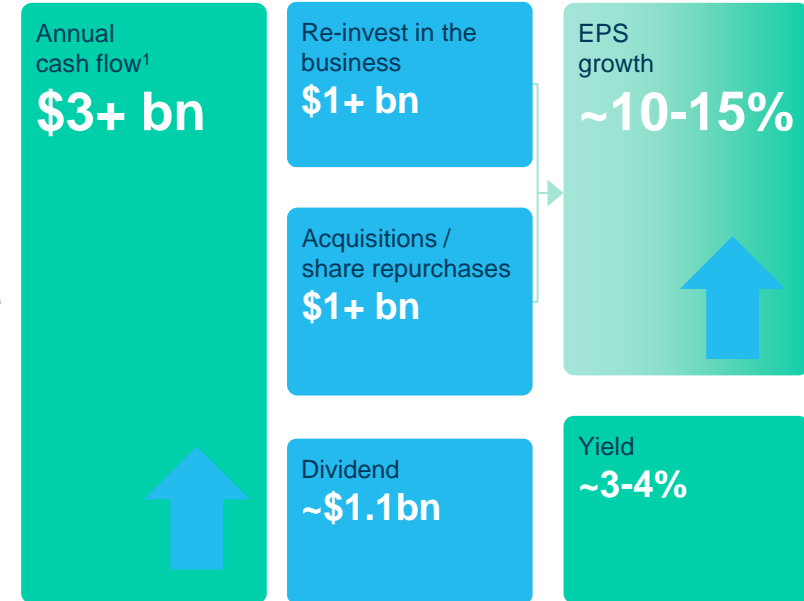 Annual
cash flow¹
$3+ bn
Re-invest in the
business
$1+ bn
Acquisitions /
share repurchases
$1+ bn
Dividend
~$1.1bn
EPS
growth
~10-15%
Yield
~3-4%